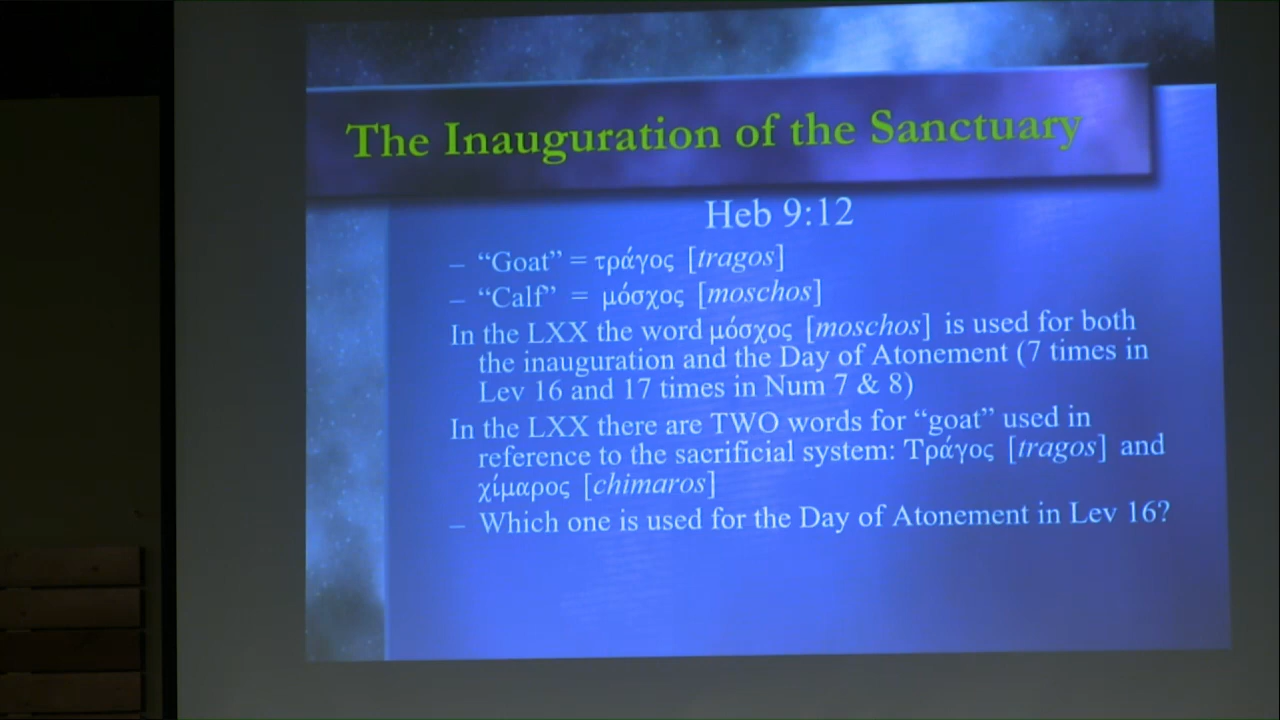 The Inauguration of the Sanctuary
Heb 9:12
– “Goat” = τράγος [tragos]
– “Calf” = μόσχος [moschos]
In the LXX the word μόσχος [moschos] is used for both
the inauguration and the Day of Atonement (7 times in
Lev 16 and 17 times in Num 7 & 8)
In the LXX there are TWO words for “goat” used in
reference to the sacrificial system: Τράγος [tragos] and
χίμαρος [chimaros]
– Which one is used for the Day of Atonement in Lev 16?